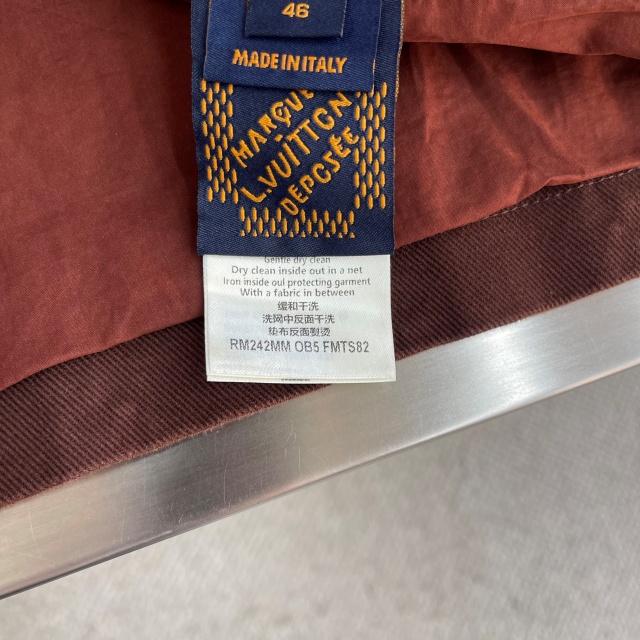 46
MADE IN ITALY
MARQUE
L.VUITTON
DÉPOSÉE
Gentle dry clean
Dry clean inside out in a net
Iron inside oul protecting garment
With a fabric in between
缓和干洗
洗网中反面干洗
垫布反面熨烫
RM242MM OB5 FMTS82